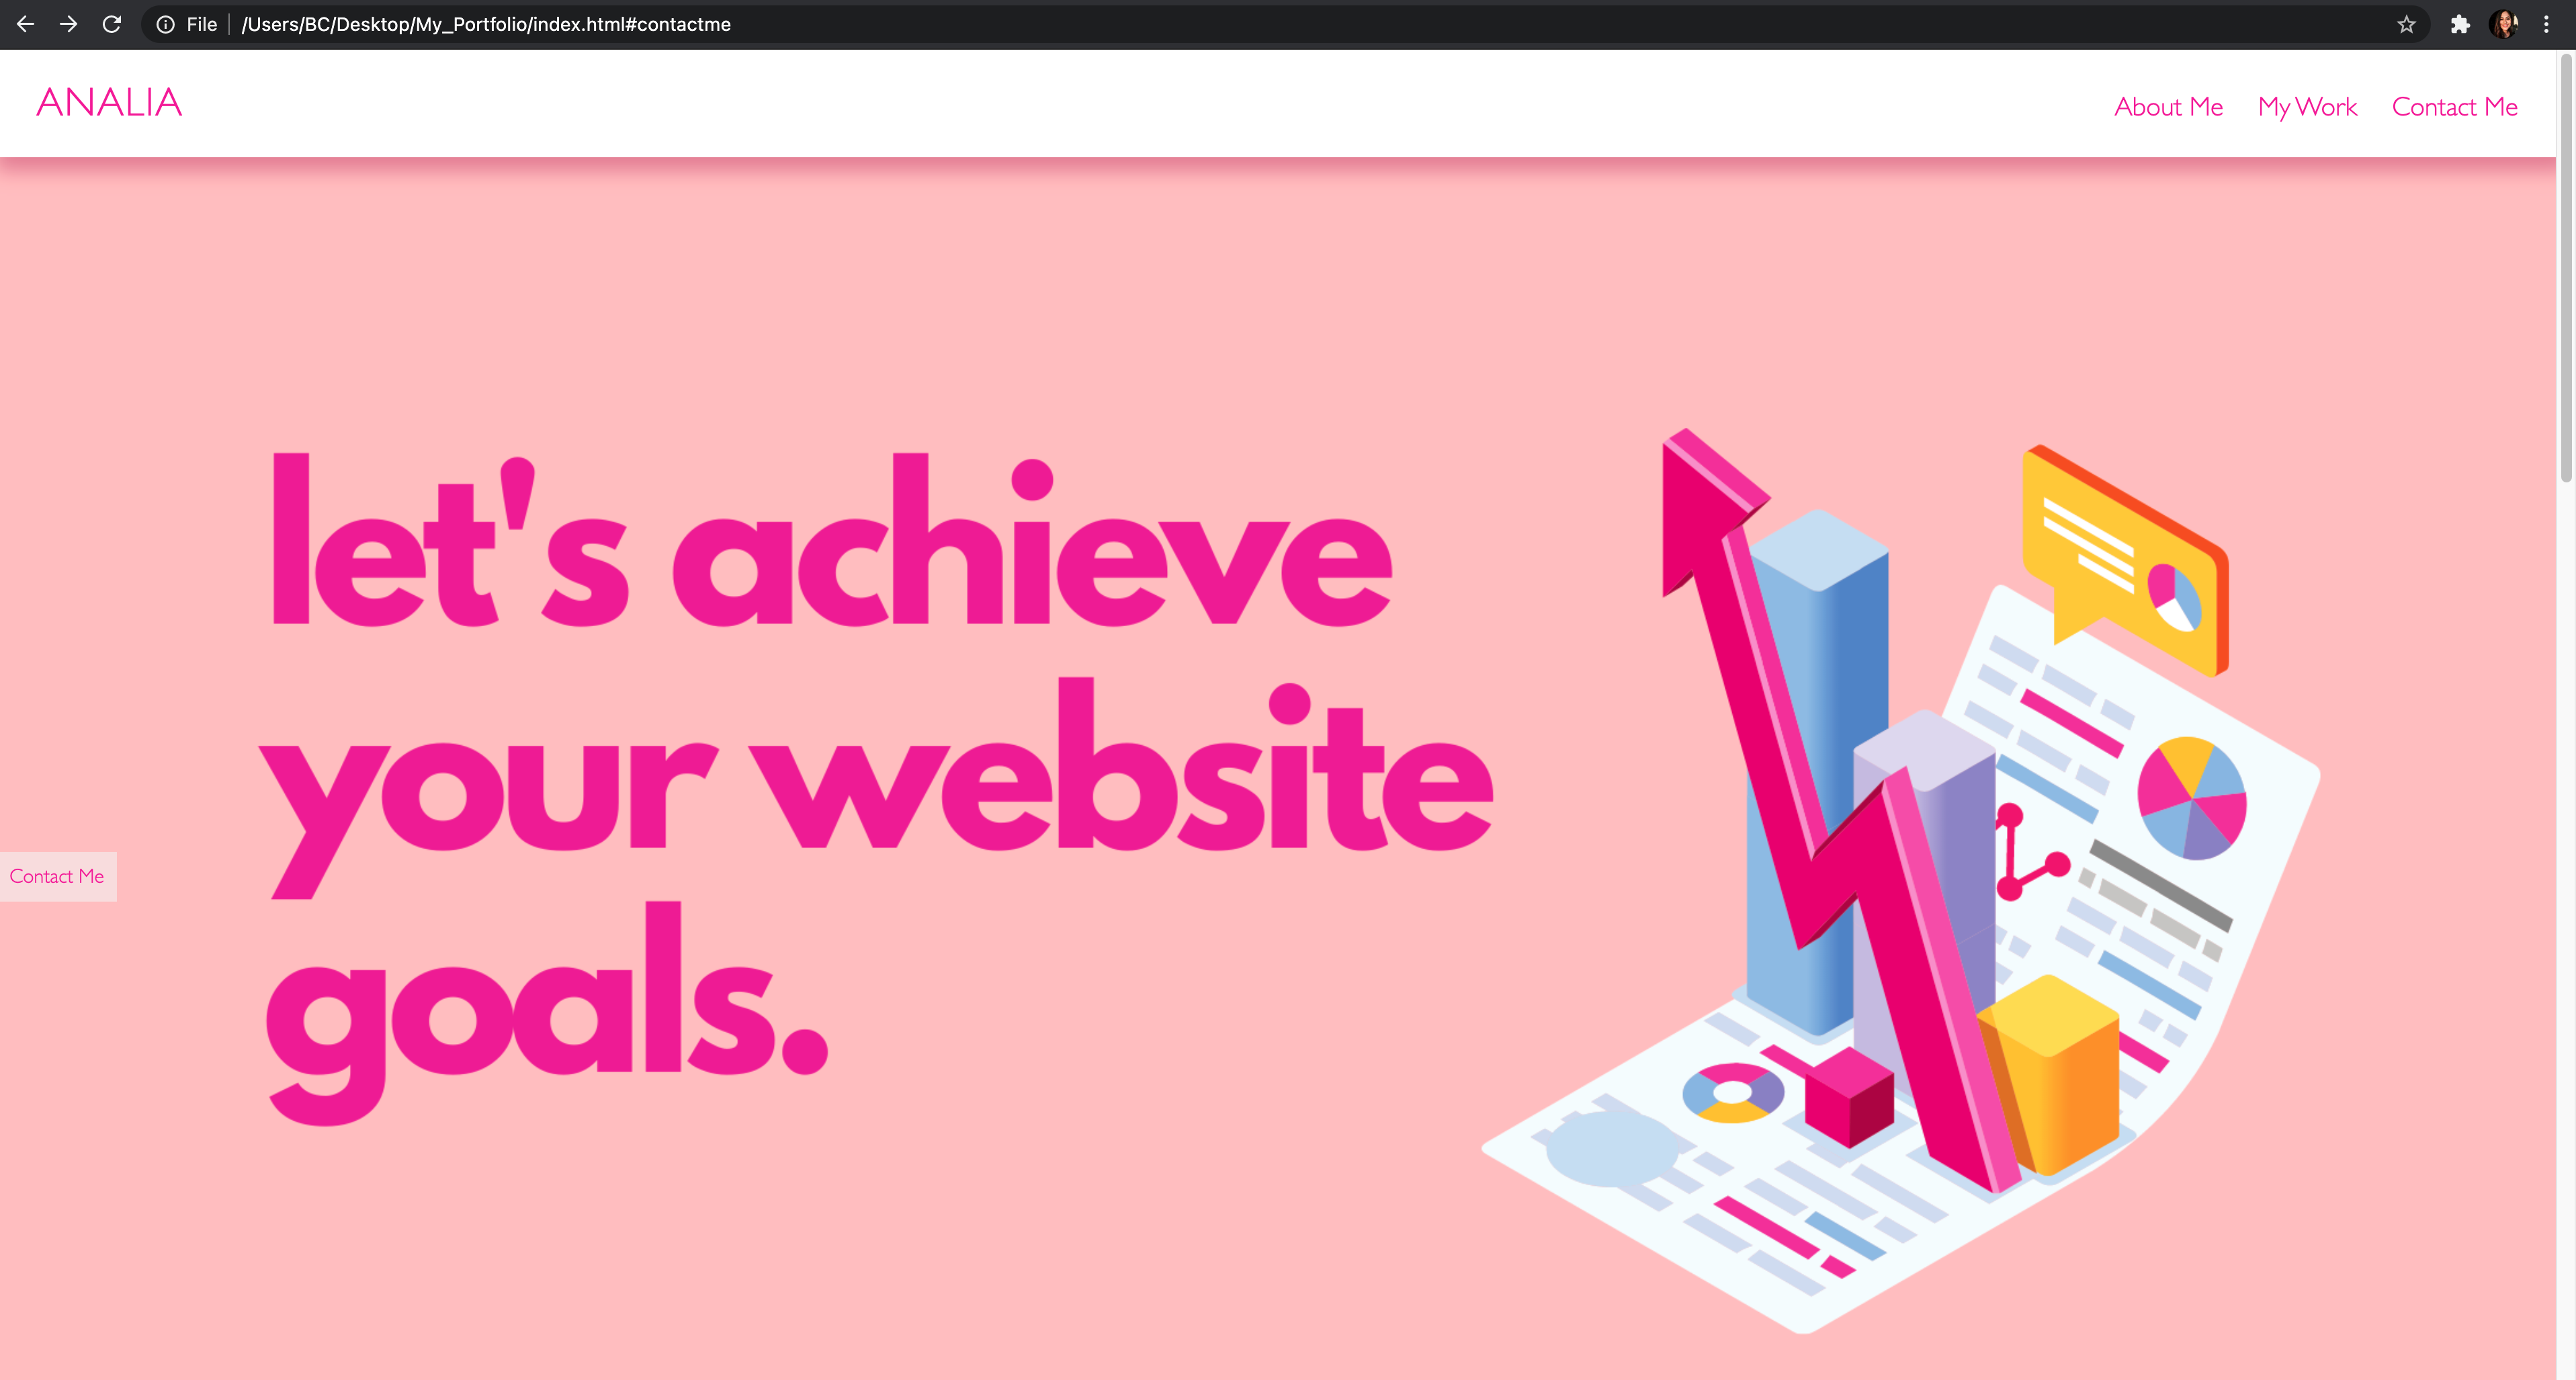 File /Users/BC/Desktop/My_Portfolio/index.html#contactme
ANALIA
About Me My Work Contact Me
let's achieve
your website
goals.
Contact Me